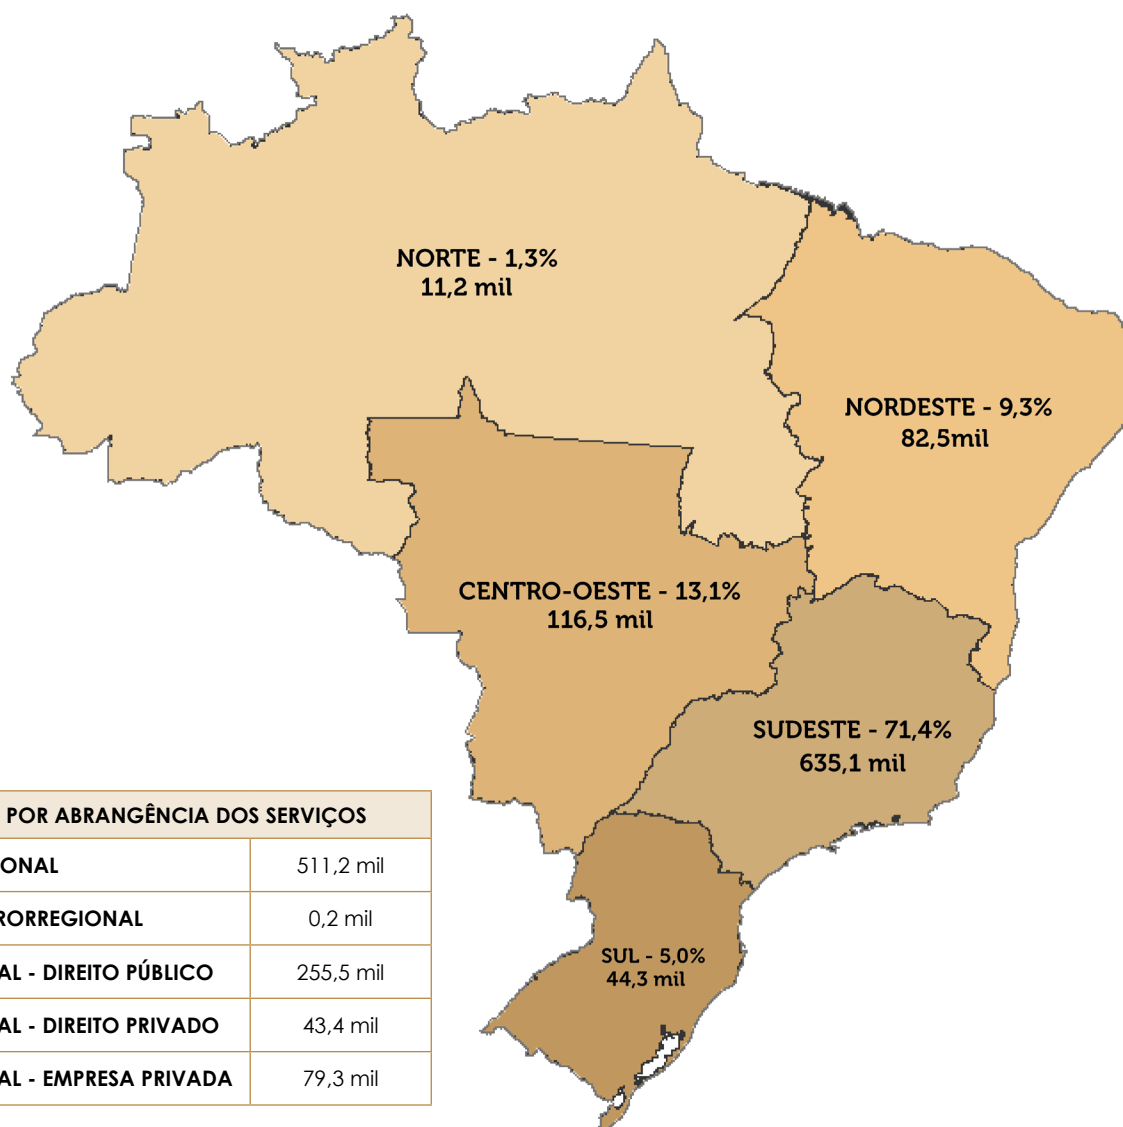 NORTE - 1,3%
11,2 mil
NORDESTE - 9,3%
82,5mil
CENTRO-OESTE - 13,1%
116,5 mil
SUDESTE - 71,4%
635,1 mil
SUL - 5,0%
44,3 mil
POR ABRANGÊNCIA DOS SERVIÇOS
IONAL 511,2 mil
RORREGIONAL 0,2 mil
AL - DIREITO PÚBLICO 255,5 mil
AL - DIREITO PRIVADO 43,4 mil
AL - EMPRESA PRIVADA 79,3 mil